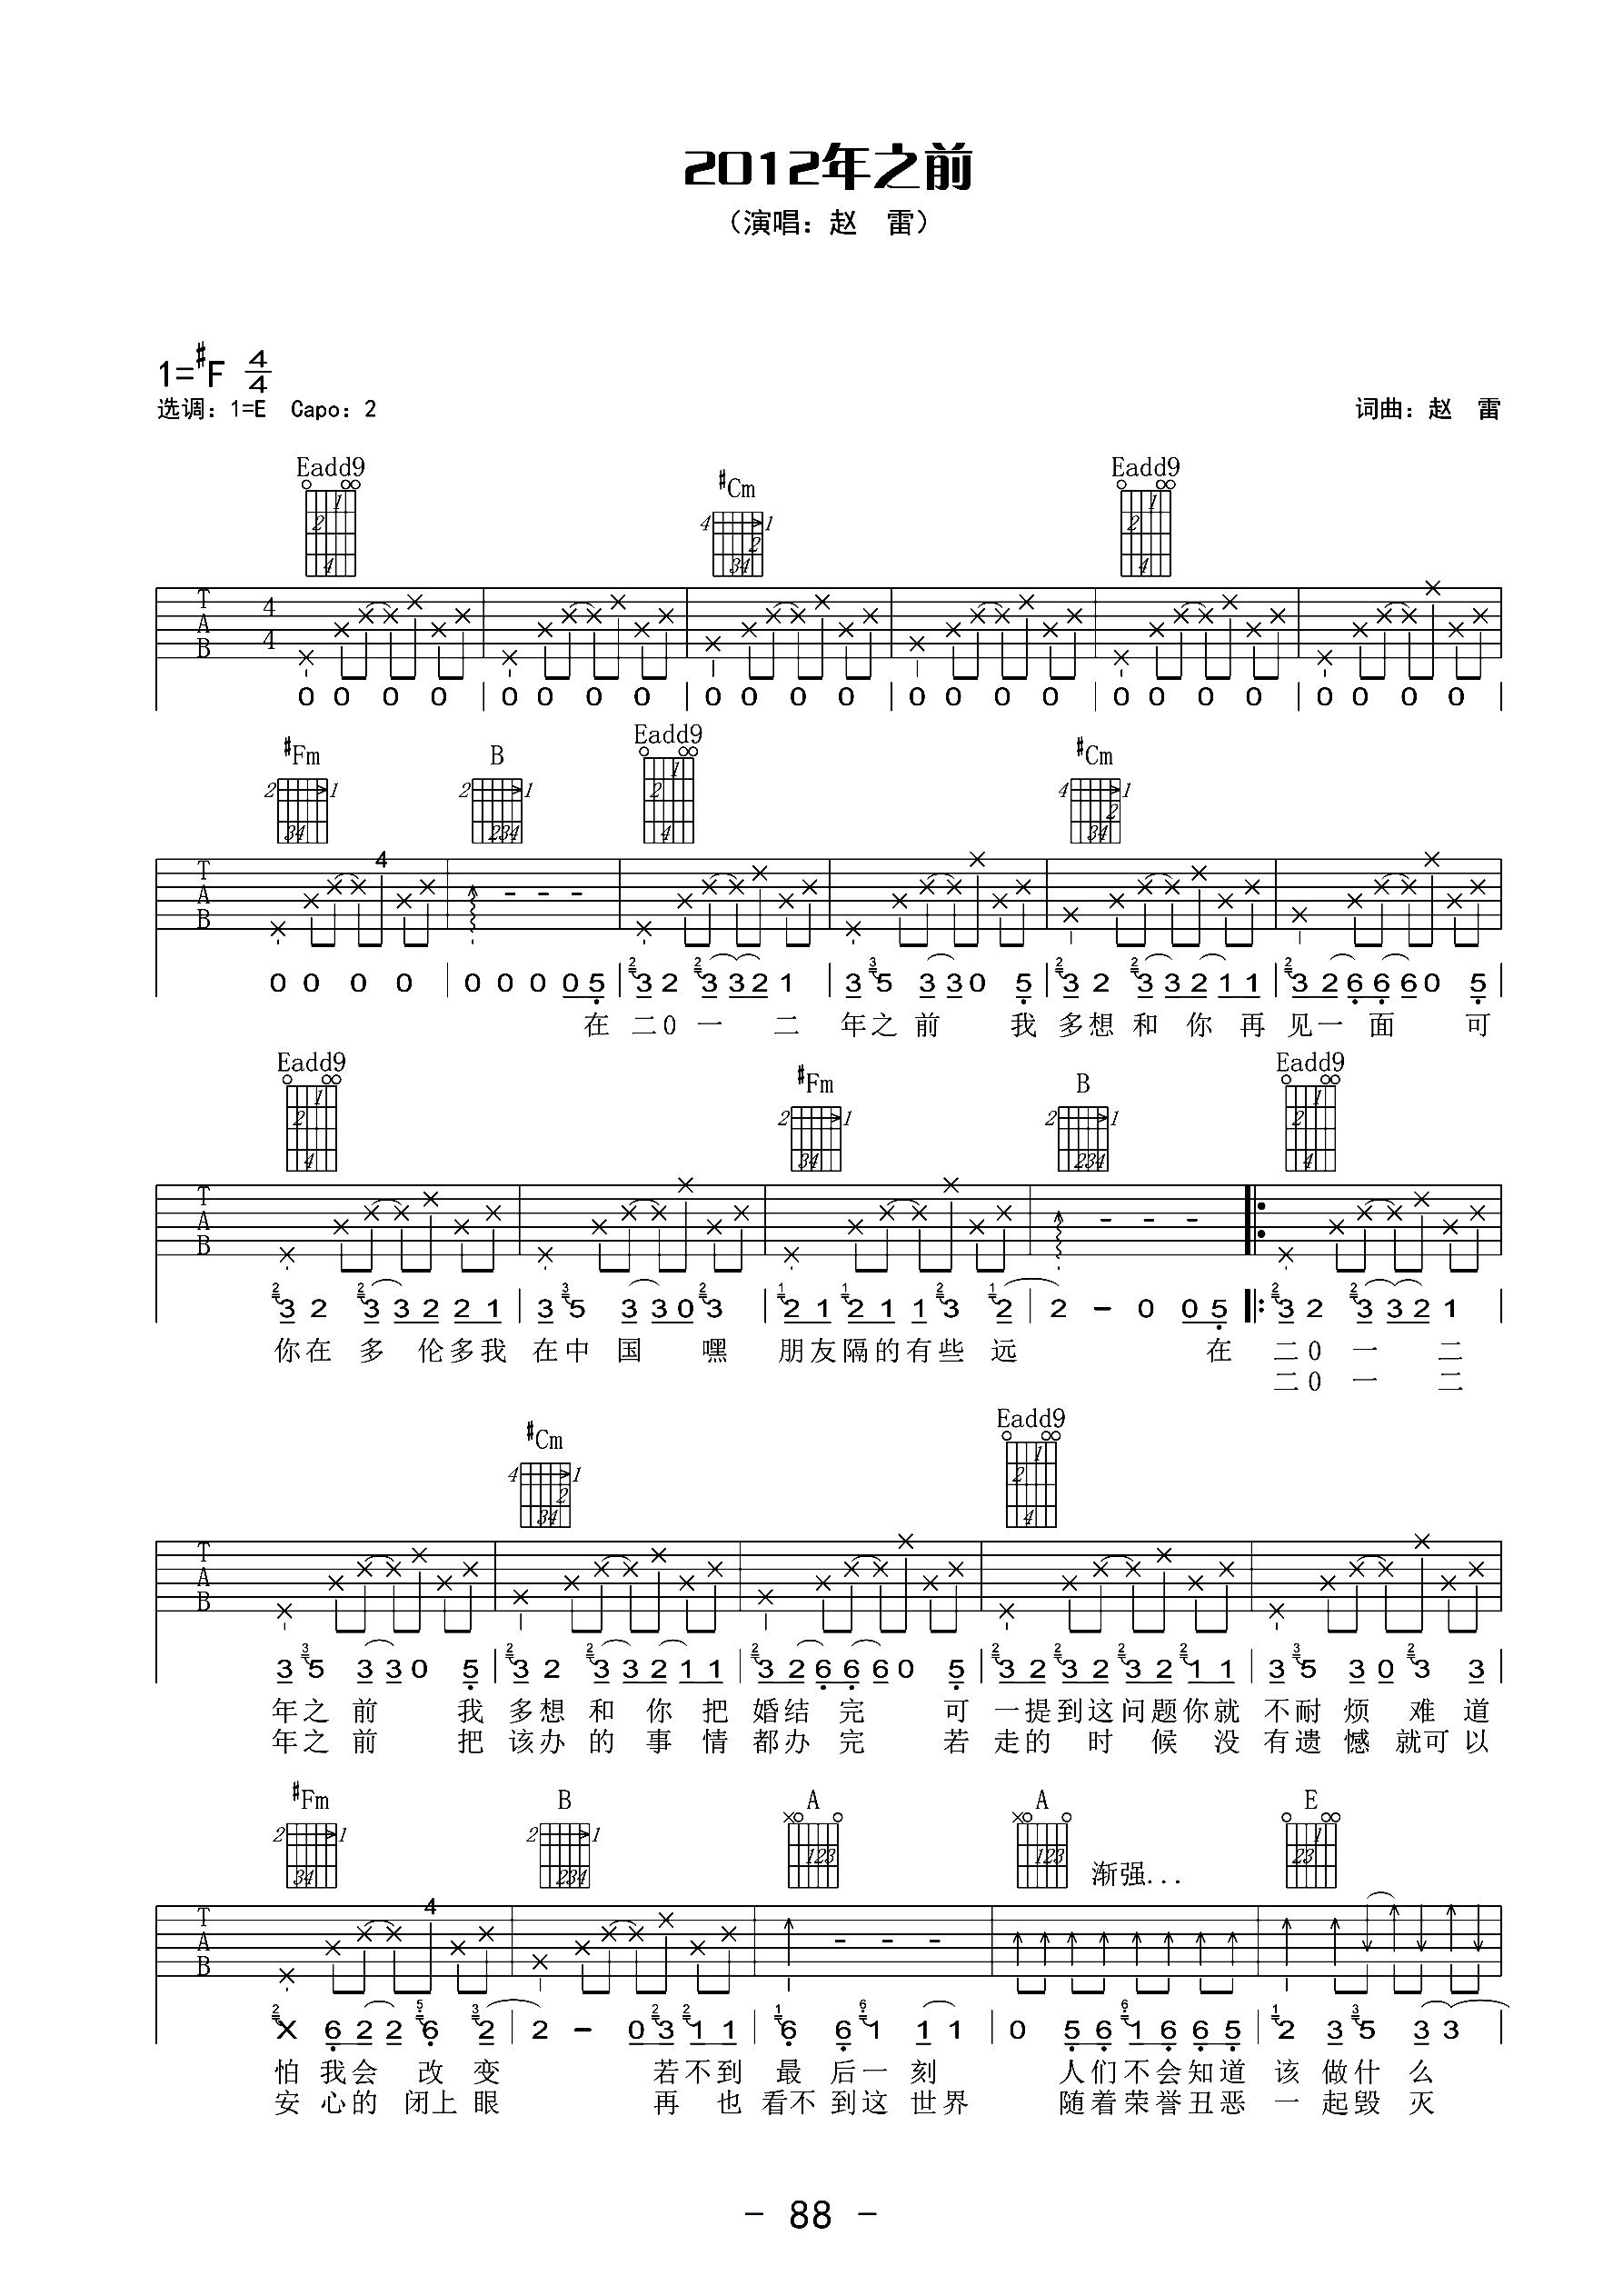 2012年之前
（演唱：赵　雷）
1=#F 4/4
选调：1=E　Capo：2
词曲：赵　雷
Eadd9 #Cm Eadd9
T A B 4 4
0 0 0 0 | 0 0 0 0 | 0 0 0 0 | 0 0 0 0 | 0 0 0 0 | 0 0 0 0 |
#Fm B Eadd9 #Cm
T A B 4
0 0 0 0 | 0 0 0 0 5 | 3 2 3 3 2 1 | 3 5 3 3 0 5 | 3 2 3 3 2 1 1 | 3 2 6 6 6 0 5 |
在 二 0 一 二 年之 前 我 多想 和 你 再 见一 面 可
Eadd9 #Fm B Eadd9
T A B
3 2 3 3 2 2 1 | 3 5 3 3 0 3 | 2 1 2 1 1 3 2 | 2 - 0 0 5 |: 3 2 3 3 2 1 |
你在 多 伦多我 在中 国 嘿 朋友隔的有些 远 在 二 0 一 二
二 0 一 二
#Cm Eadd9
T A B
3 5 3 3 0 5 | 3 2 3 3 2 1 1 | 3 2 6 6 6 0 5 | 3 2 3 2 3 2 1 1 | 3 5 3 0 3 3 |
年之 前 我 多想 和 你 把 婚结 完 可 一提到这问题你就 不耐 烦 难 道
年之 前 把 该办 的 事 情 都办 完 若 走的 时 候 没 有遗 憾 就可 以
#Fm B A A 渐强... E
T A B 4
X 6 2 2 6 2 | 2 - 0 3 1 1 | 6 6 1 1 1 | 0 5 6 1 6 6 5 | 2 3 5 3 3 |
怕 我会 改 变 若不到 最 后一 刻 人们不会知道 该 做什 么
安 心的 闭上 眼 再 也 看不 到这 世界 随着荣誉丑恶 一 起毁 灭
- 88 -